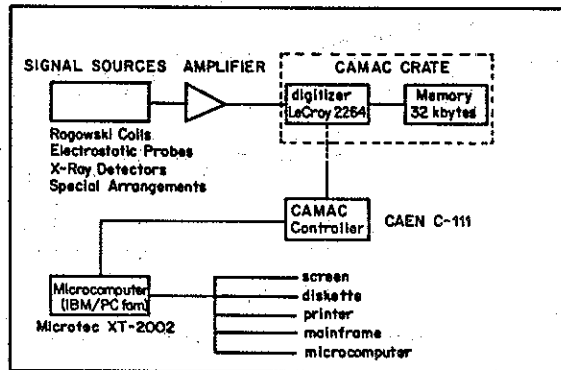 SIGNAL SOURCES AMPLIFIER CAMAC CRATE
digitizer
LeCroy 2264
Memory
32 kbytes
Rogowski Coils
Electrostatic Probes
X-Ray Detectors
Special Arrangements
CAMAC
Controller
CAEN C-111
Microcomputer
(IBM/PC fam)
Microtec XT-2002
screen
diskette
printer
mainframe
microcomputer